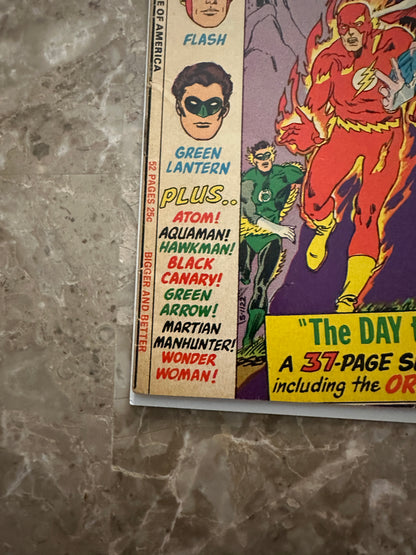 E OF AMERICA
52 PAGES 25¢ BIGGER AND BETTER
FLASH
GREEN
LANTERN
PLUS..
ATOM!
AQUAMAN!
HAWKMAN!
BLACK
CANARY!
GREEN
ARROW!
MARTIAN
MANHUNTER!
WONDER
WOMAN!
"The DAY
A 37-PAGE S
including the OR